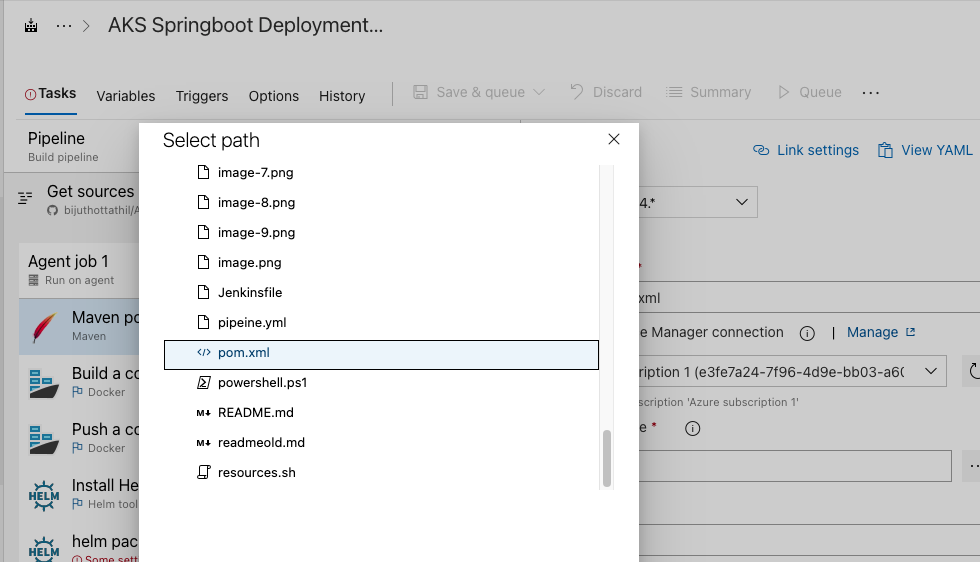 AKS Springboot Deployment...
Tasks
Variables
Triggers
Options
History
Save & queue
Discard
Summary
Queue
Pipeline
Build pipeline
Link settings
View YAML
Get sources
bijuthottathil/A
Agent job 1
Run on agent
Maven po
Maven
Build a co
Docker
Push a co
Docker
Install He
Helm tool
helm pac
Some sett
Select path
image-7.png
image-8.png
image-9.png
image.png
Jenkinsfile
pipeine.yml
pom.xml
powershell.ps1
README.md
readmeold.md
resources.sh
4.*
*
xml
e Manager connection | Manage
ription 1 (e3fe7a24-7f96-4d9e-bb03-a60
scription 'Azure subscription 1'
e *
HELM
HELM